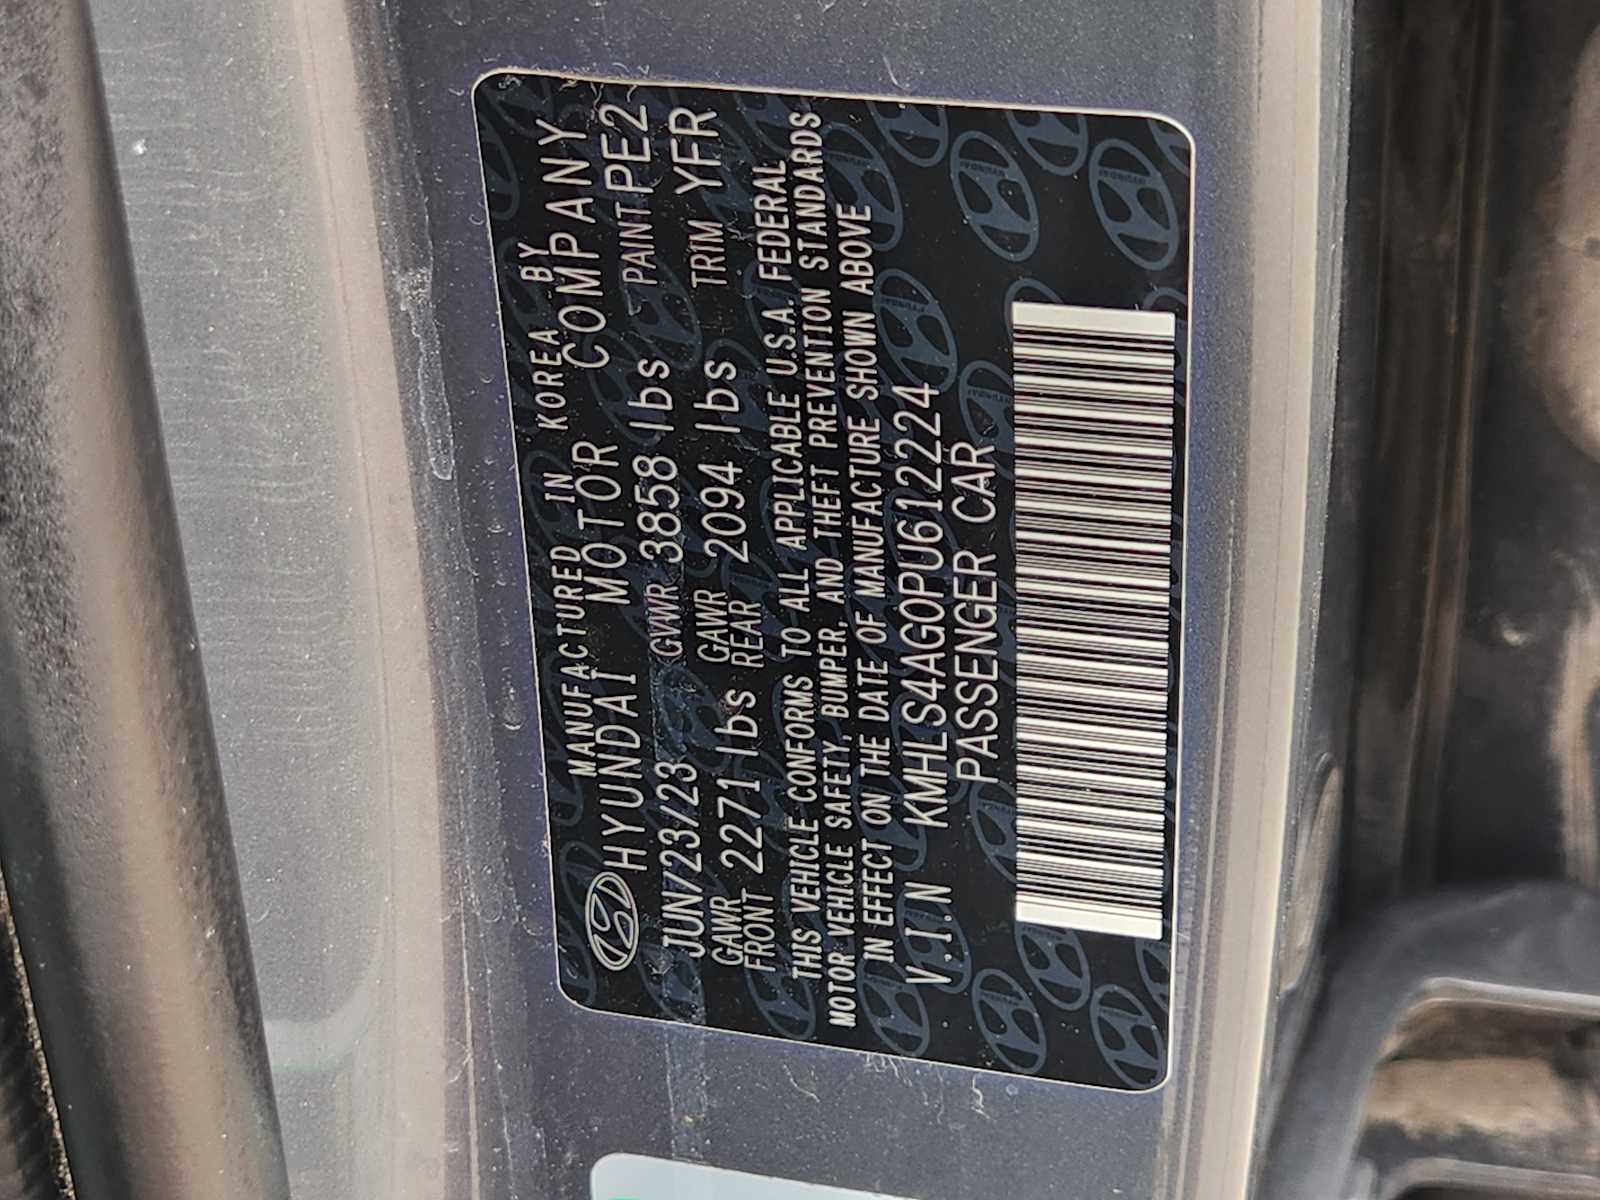 MANUFACTURED IN KOREA BY
HYUNDAI MOTOR COMPANY
JUN/23/23 GVWR 3858 lbs PAINT PE2
GAWR FRONT 2271 lbs GAWR REAR 2094 lbs TRIM YFR
THIS VEHICLE CONFORMS TO ALL APPLICABLE U.S.A. FEDERAL
MOTOR VEHICLE SAFETY, BUMPER, AND THEFT PREVENTION STANDARDS
IN EFFECT ON THE DATE OF MANUFACTURE SHOWN ABOVE
V.I.N KMHLS4AG0PU612224
PASSENGER CAR